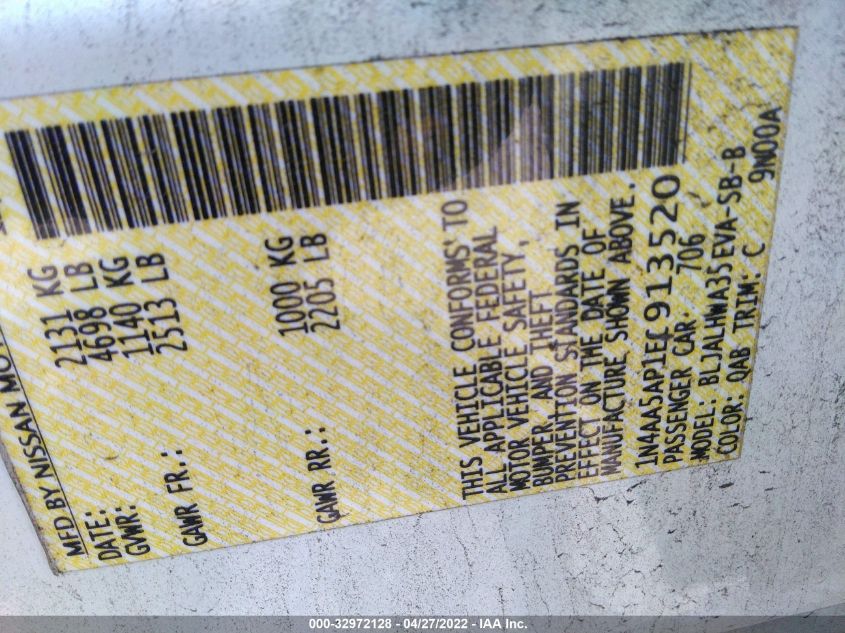 MFD BY NISSAN MO
DATE:
GVWR: 2131 KG
4698 LB
GAWR FR.: 1140 KG
2513 LB
GAWR RR.: 1000 KG
2205 LB
THIS VEHICLE CONFORMS TO
ALL APPLICABLE FEDERAL
MOTOR VEHICLE SAFETY,
BUMPER AND THEFT
PREVENTION STANDARDS IN
EFFECT ON THE DATE OF
MANUFACTURE SHOWN ABOVE.
1N4AA5AP1EC913520
PASSENGER CAR. 706
MODEL: BLJALHWA35EVA-SB-B
COLOR: QAB TRIM: C 9N00A
000-32972128 - 04/27/2022 - IAA Inc.